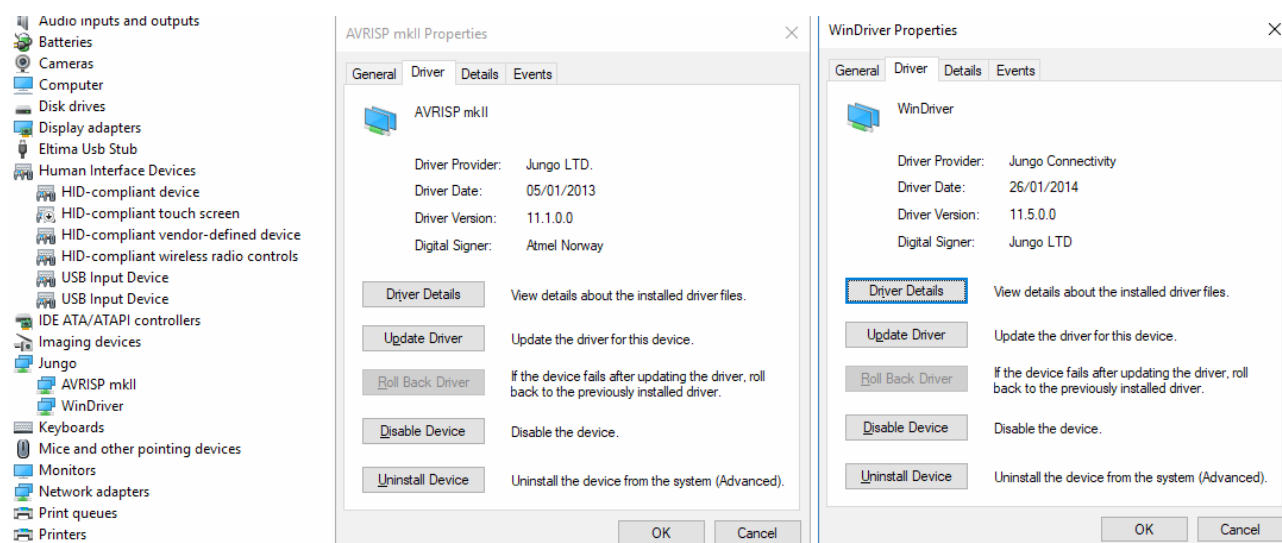 Audio inputs and outputs
Batteries
Cameras
Computer
Disk drives
Display adapters
Eltima Usb Stub
Human Interface Devices
HID-compliant device
HID-compliant touch screen
HID-compliant vendor-defined device
HID-compliant wireless radio controls
USB Input Device
USB Input Device
IDE ATA/ATAPI controllers
Imaging devices
Jungo
AVRISP mkII
WinDriver
Keyboards
Mice and other pointing devices
Monitors
Network adapters
Print queues
Printers
AVRISP mkII Properties
General Driver Details Events
AVRISP mkII
Driver Provider: Jungo LTD.
Driver Date: 05/01/2013
Driver Version: 11.1.0.0
Digital Signer: Atmel Norway
Driver Details View details about the installed driver files.
Update Driver Update the driver for this device.
Roll Back Driver If the device fails after updating the driver, roll
back to the previously installed driver.
Disable Device Disable the device.
Uninstall Device Uninstall the device from the system (Advanced).
OK Cancel
WinDriver Properties
General Driver Details Events
WinDriver
Driver Provider: Jungo Connectivity
Driver Date: 26/01/2014
Driver Version: 11.5.0.0
Digital Signer: Jungo LTD
Driver Details View details about the installed driver files.
Update Driver Update the driver for this device.
Roll Back Driver If the device fails after updating the driver, roll
back to the previously installed driver.
Disable Device Disable the device.
Uninstall Device Uninstall the device from the system (Advanced).
OK Cancel